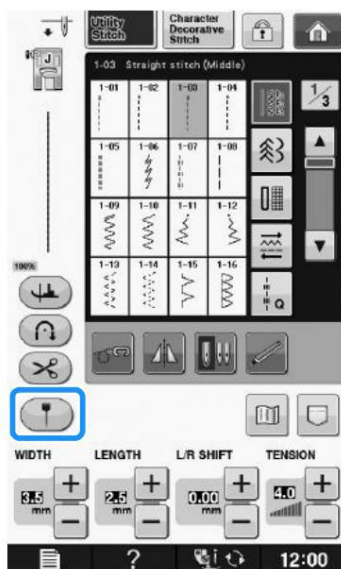 Utility Stitch
Character Decorative Stitch
J
1-03 Straight stitch (Middle)
1/3
1-01 1-02 1-03 1-04
1-05 1-06 1-07 1-08
1-09 1-10 1-11 1-12
1-13 1-14 1-15 1-16
Q
100%
WIDTH LENGTH L/R SHIFT TENSION
3.5 mm 2.5 mm 0.00 mm 4.0
? 12:00